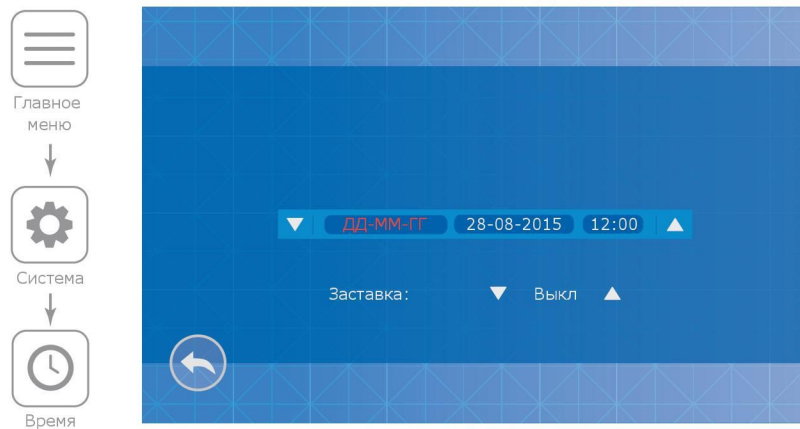 Главное
меню
Система
Время
ДД-ММ-ГГ 28-08-2015 12:00
Заставка: Выкл